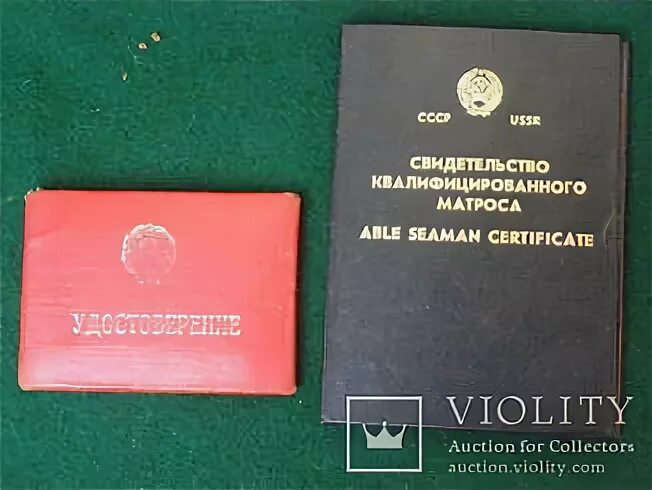 УДОСТОВЕРЕНИЕ
СССР USSR
СВИДЕТЕЛЬСТВО
КВАЛИФИЦИРОВАННОГО
МАТРОСА
ABLE SEAMAN CERTIFICATE
VIOLITY
Auction for Collectors
auction.violity.com